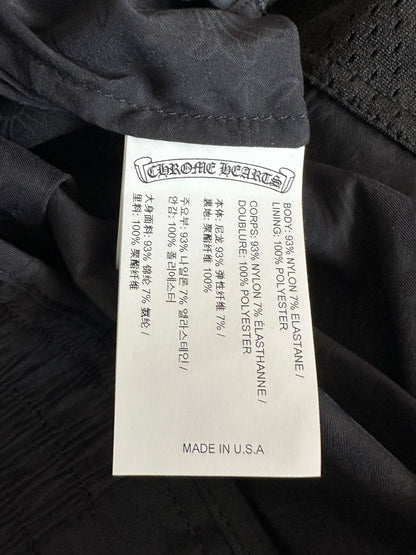 CHROME HEARTS
BODY: 93% NYLON 7% ELASTANE /
LINING: 100% POLYESTER
CORPS: 93% NYLON 7% ÉLASTHANNE /
DOUBLURE: 100% POLYESTER
本体: 尼龙 93% 弹性纤维 7% /
裏地: 聚酯纤维 100%
주요부: 93% 나일론 7% 엘라스테인 /
안감: 100% 폴리에스터
大身面料: 93% 锦纶 7% 氨纶 /
里料: 100% 聚酯纤维
MADE IN U.S.A